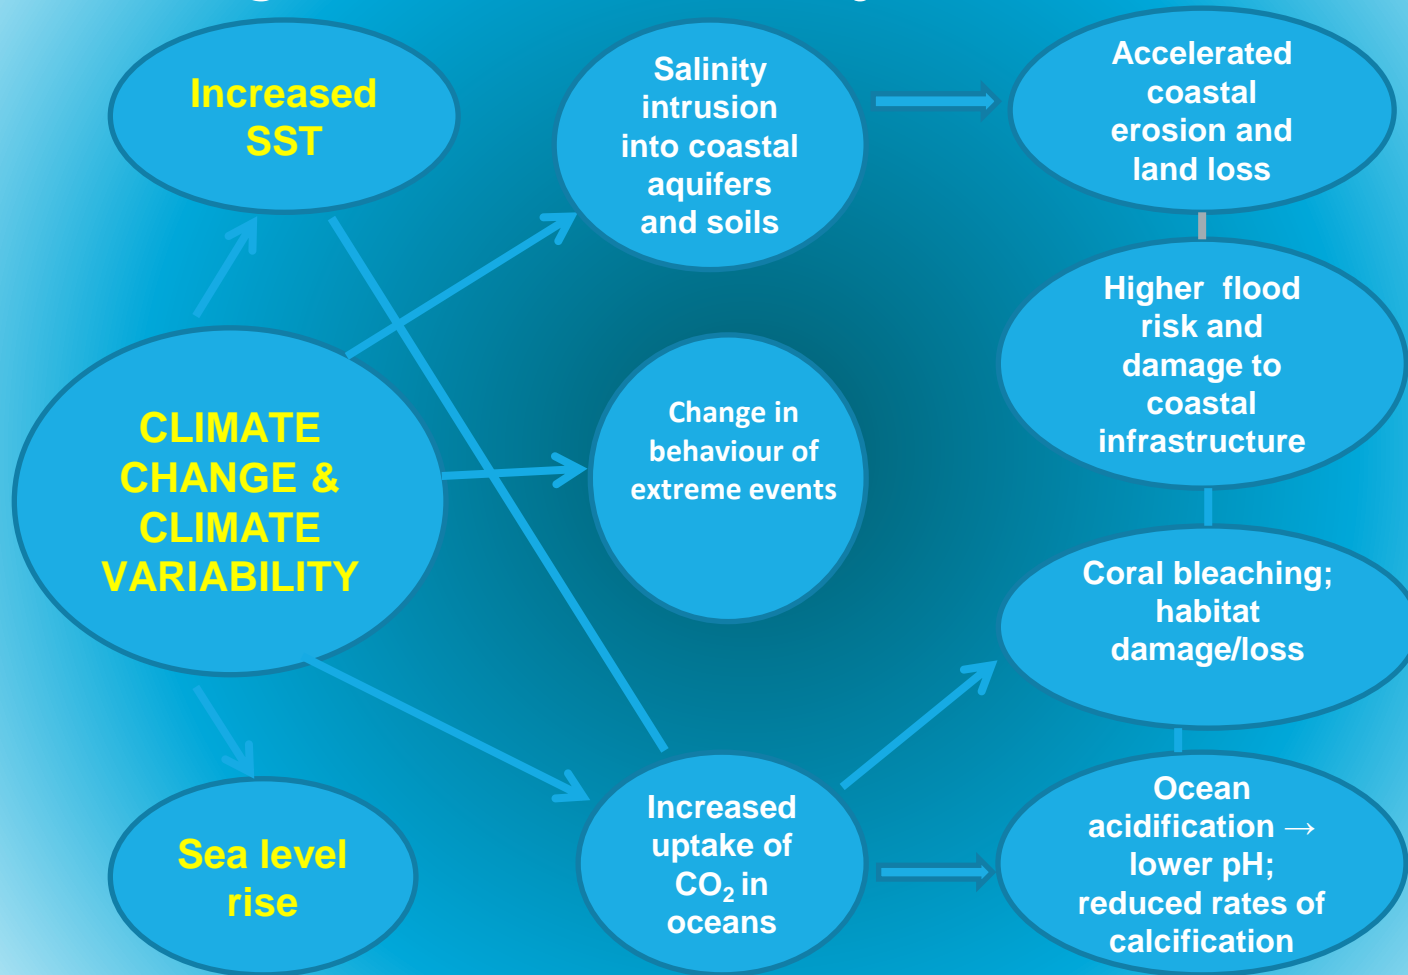 Increased
SST
Salinity
intrusion
into coastal
aquifers
and soils
Accelerated
coastal
erosion and
land loss
CLIMATE
CHANGE &
CLIMATE
VARIABILITY
Change in
behaviour of
extreme events
Higher  flood
risk and
damage to
coastal
infrastructure
Coral bleaching;
habitat
damage/loss
Sea level
rise
Increased
uptake of
CO₂ in
oceans
Ocean
acidification →
lower pH;
reduced rates of
calcification